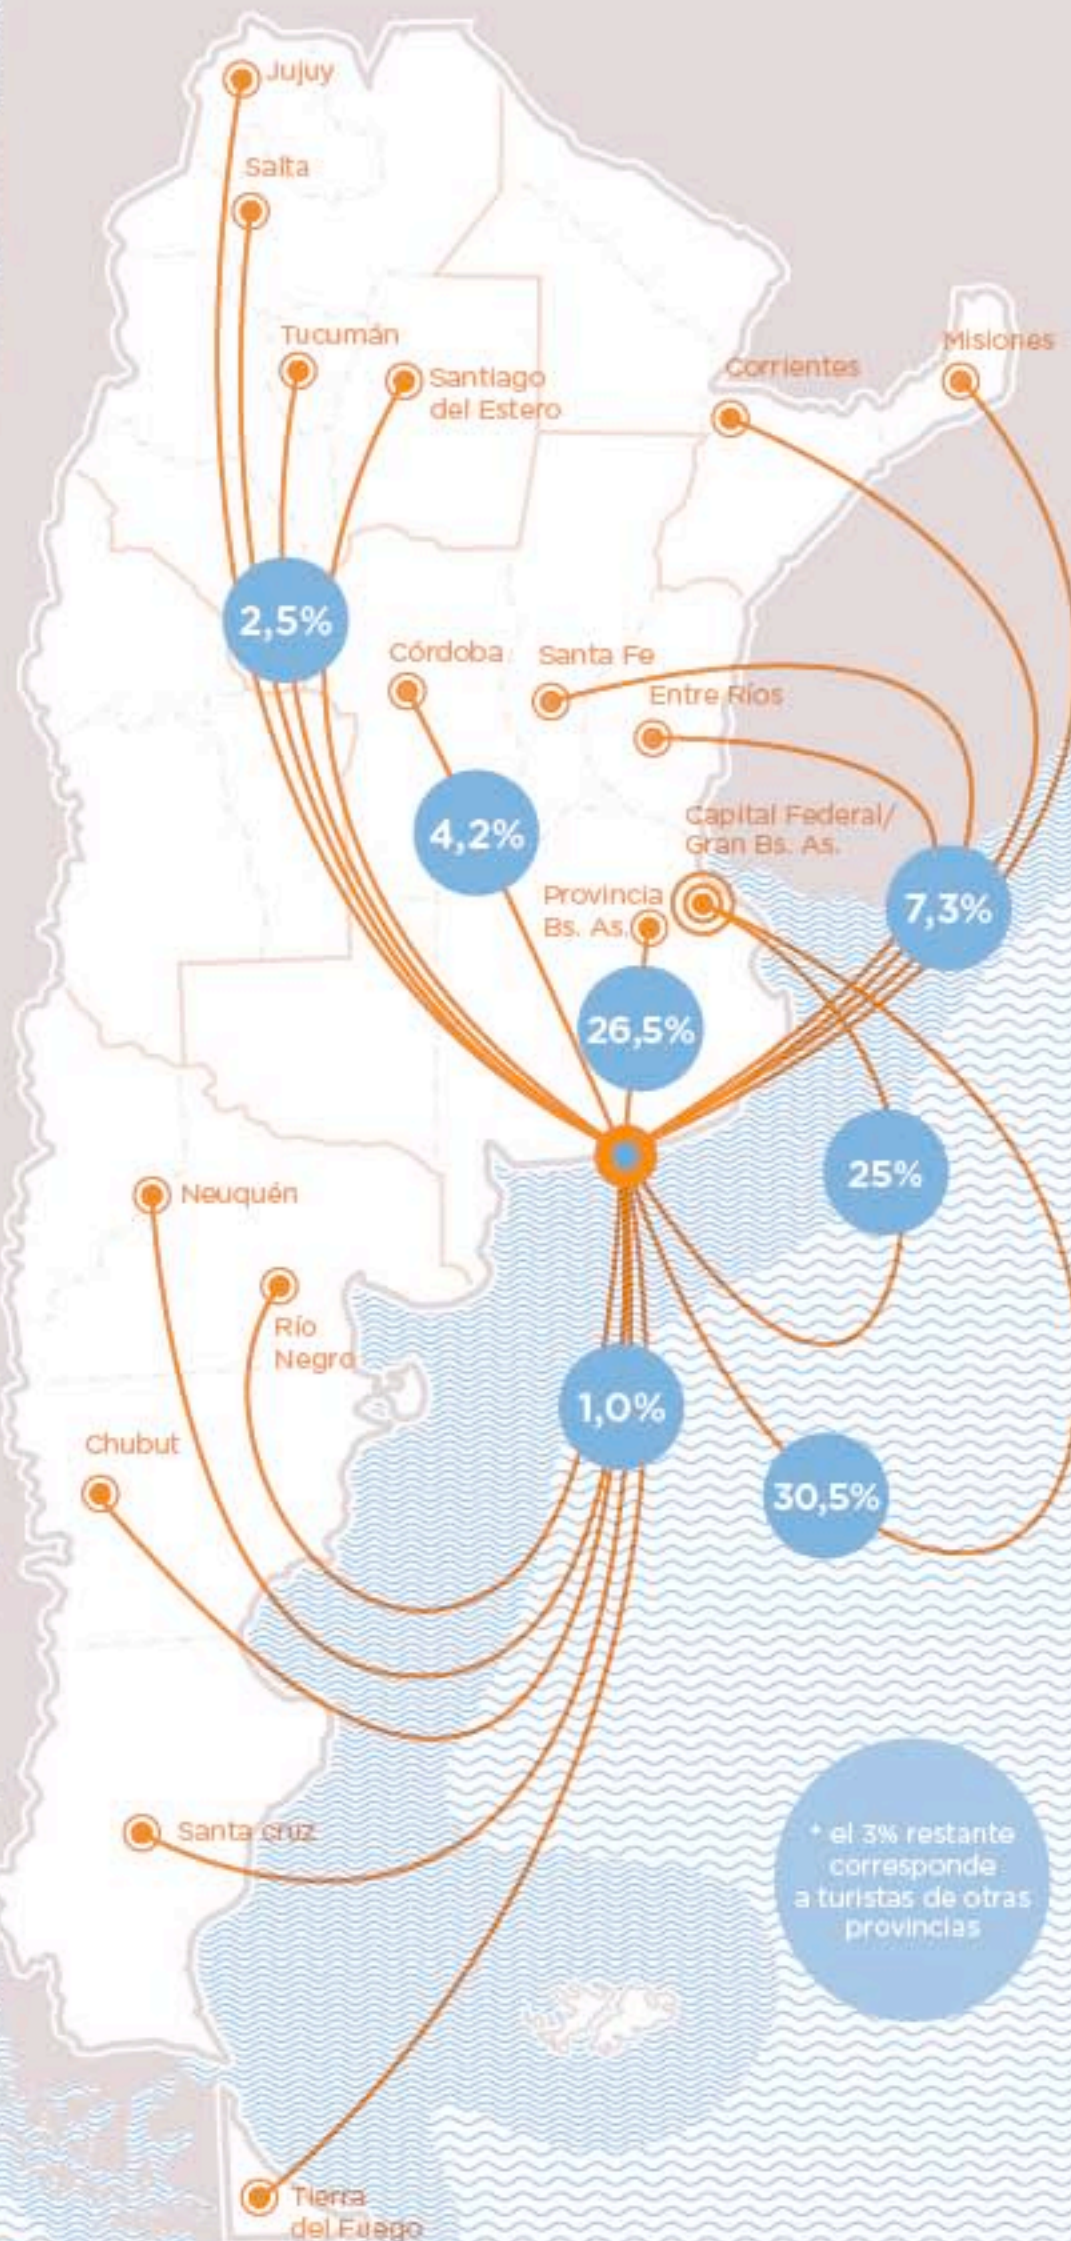 Jujuy
Salta
Tucumán
Santiago
del Estero
Corrientes
Misiones
2,5%
Córdoba
Santa Fe
Entre Ríos
4,2%
Capital Federal/
Gran Bs. As.
Provincia
Bs. As.
7,3%
26,5%
25%
Neuquén
Río
Negro
1,0%
Chubut
30,5%
Santa cruz
* el 3% restante
corresponde
a turistas de otras
provincias
Tierra
del Fuego